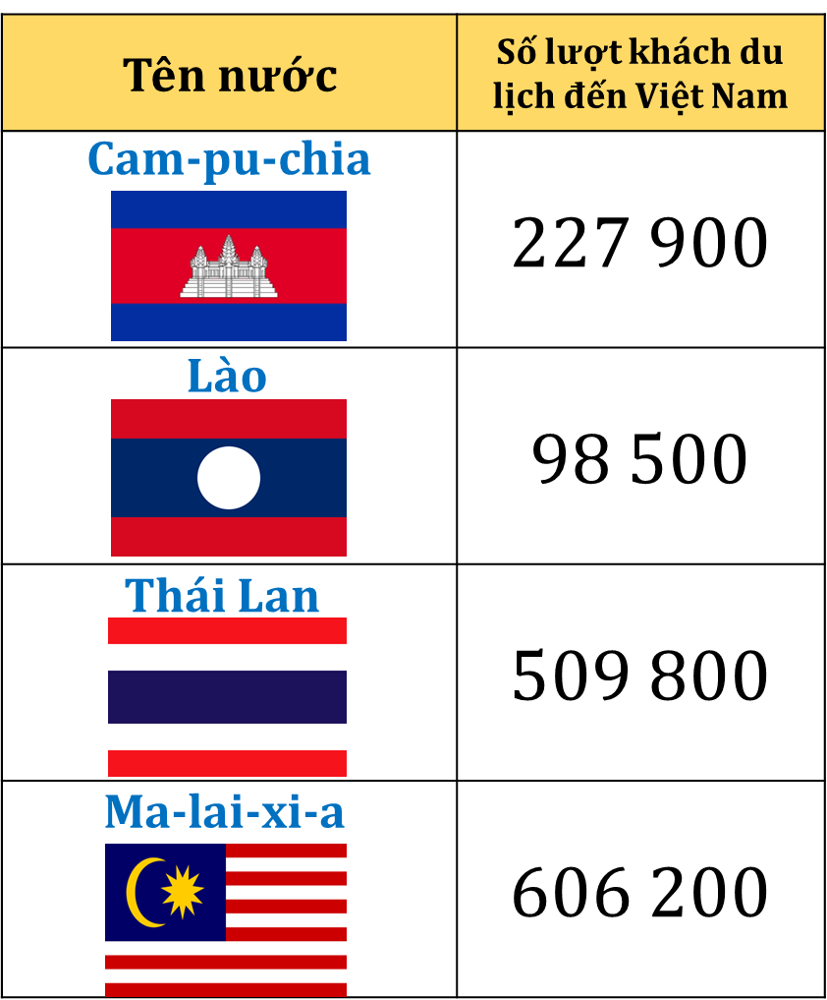 Tên nước
Số lượt khách du
lịch đến Việt Nam
Cam-pu-chia
227 900
Lào
98 500
Thái Lan
509 800
Ma-lai-xi-a
606 200